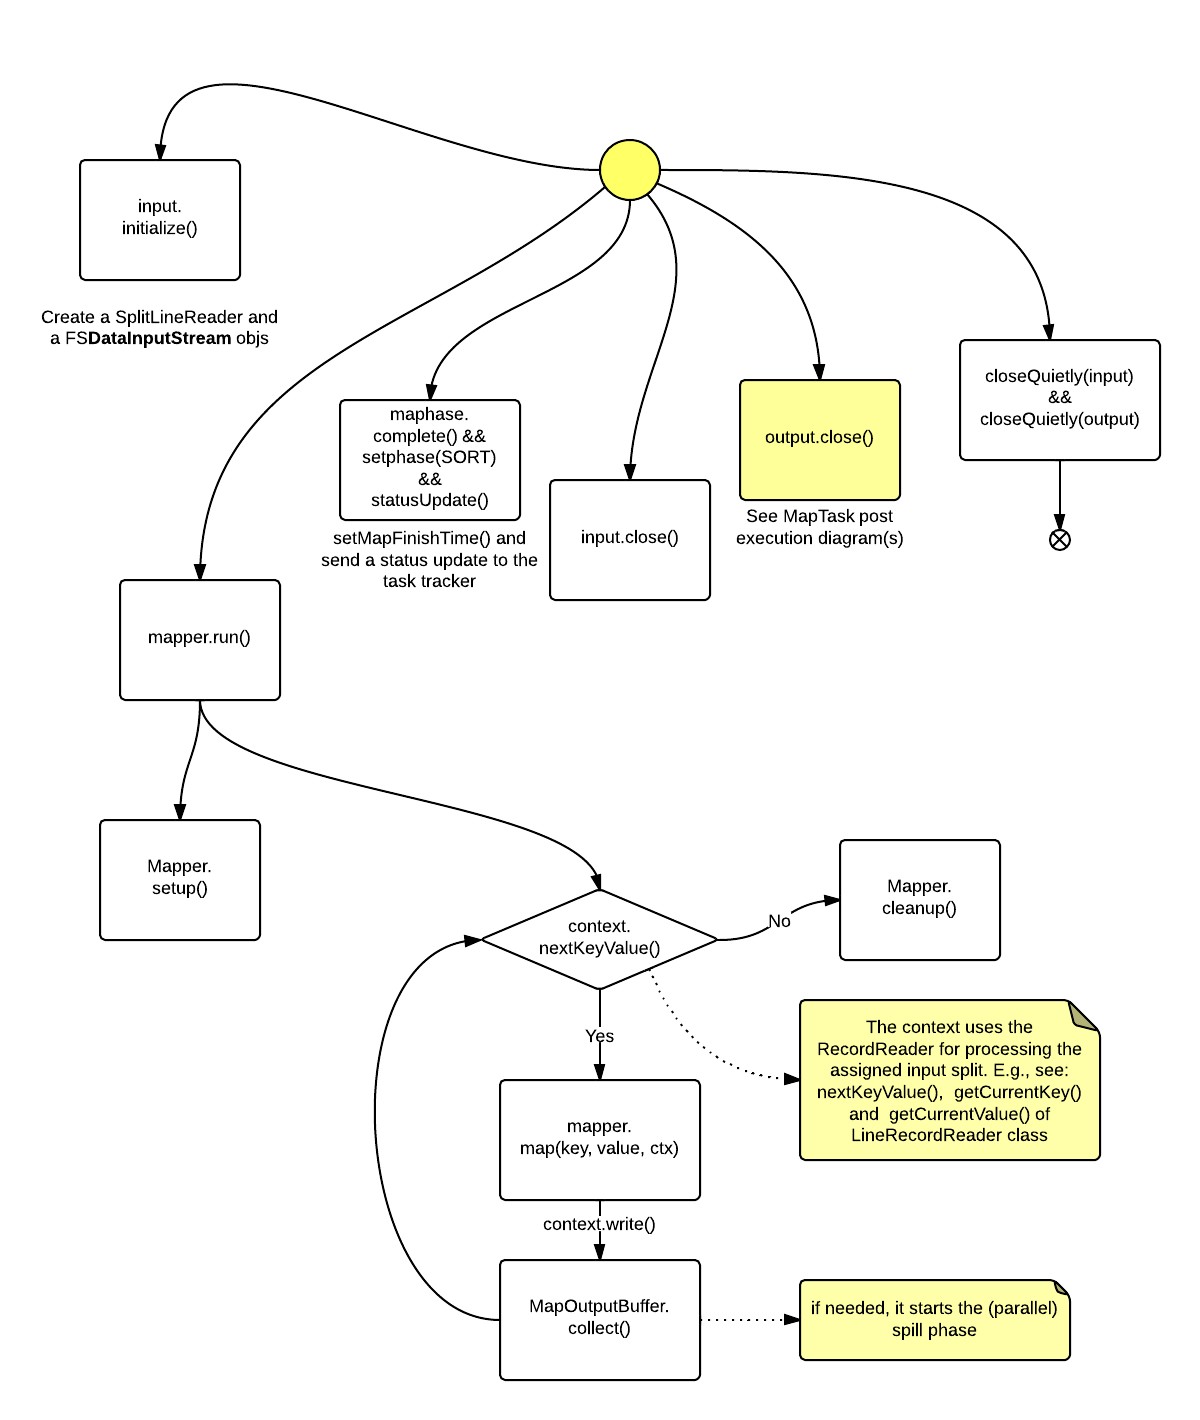 input.
initialize()
Create a SplitLineReader and
a FSDataInputStream objs
maphase.
complete() &&
setphase(SORT)
&&
statusUpdate()
setMapFinishTime() and
send a status update to the
task tracker
input.close()
output.close()
See MapTask post
execution diagram(s)
closeQuietly(input)
&&
closeQuietly(output)
mapper.run()
Mapper.
setup()
context.
nextKeyValue()
No
Mapper.
cleanup()
Yes
The context uses the
RecordReader for processing the
assigned input split. E.g., see:
nextKeyValue(), getCurrentKey()
and getCurrentValue() of
LineRecordReader class
mapper.
map(key, value, ctx)
context.write()
MapOutputBuffer.
collect()
if needed, it starts the (parallel)
spill phase